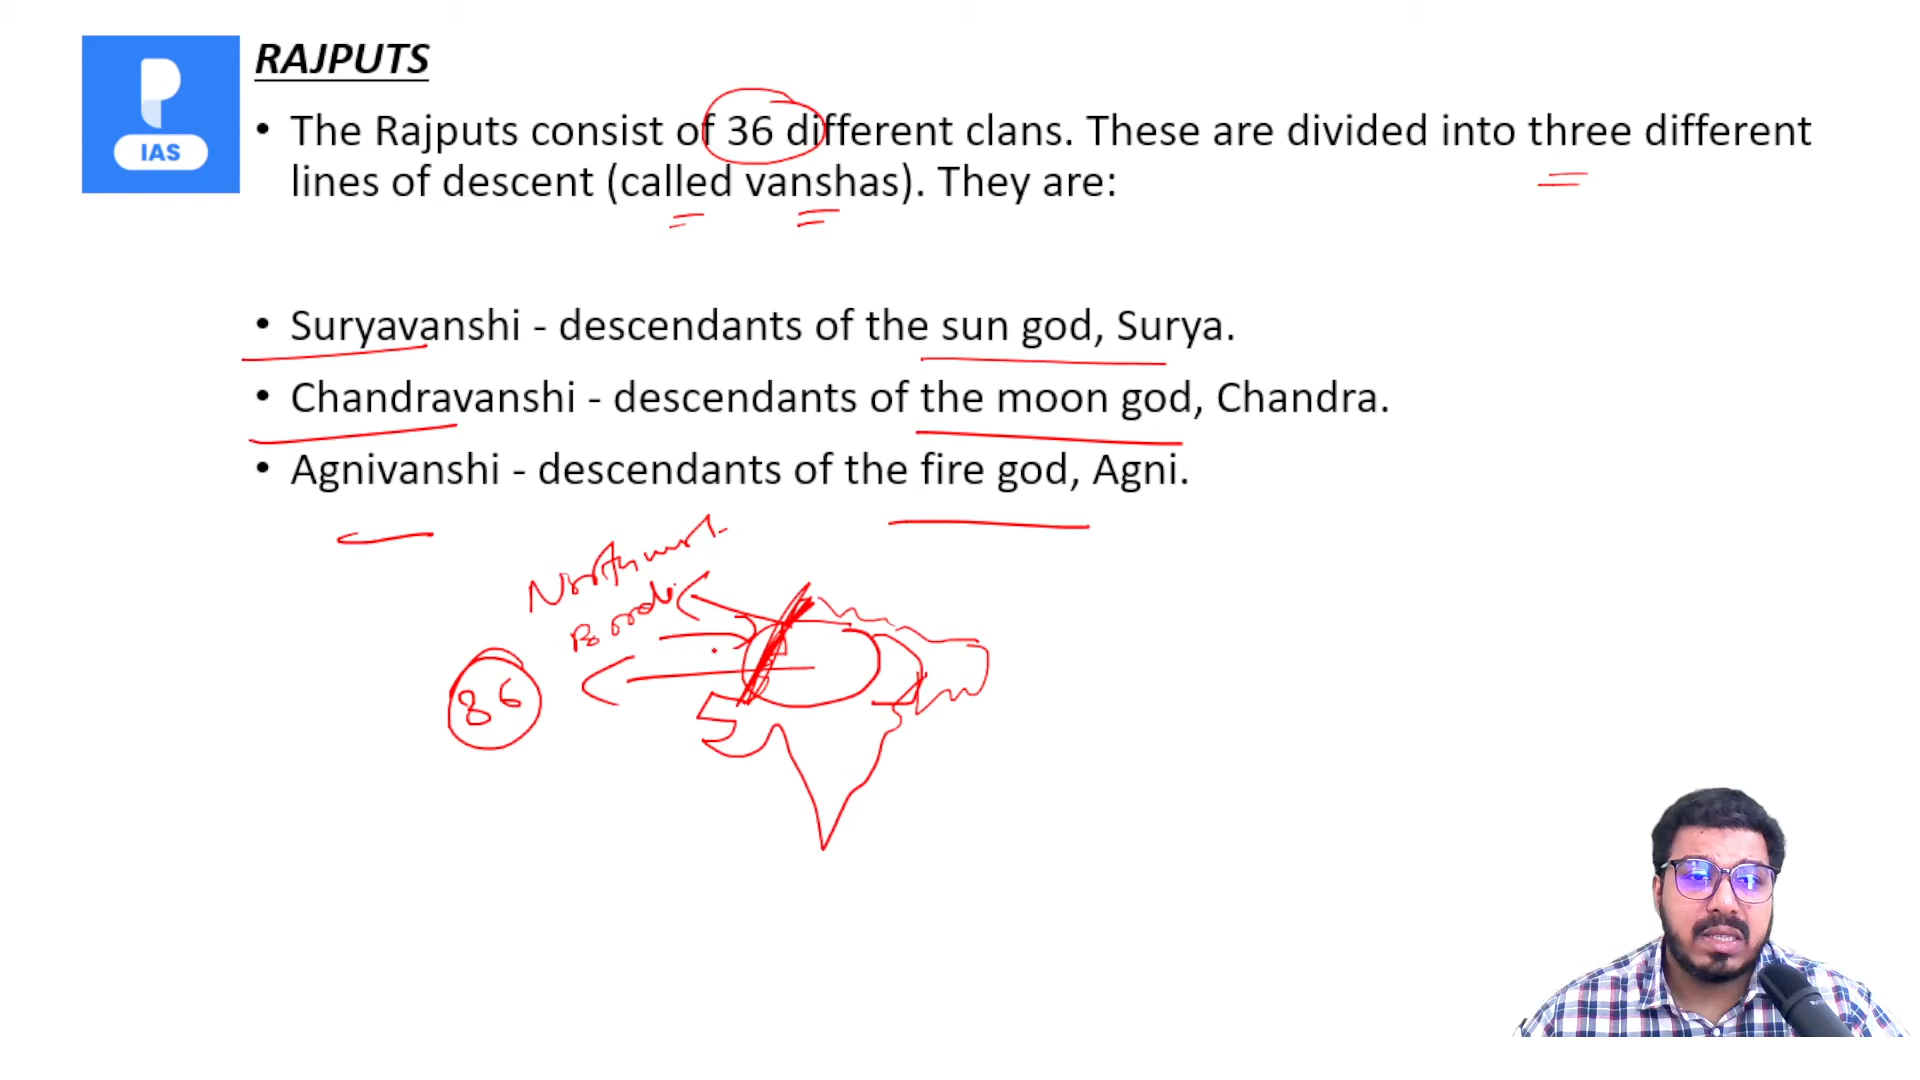 RAJPUTS
• The Rajputs consist of 36 different clans. These are divided into three different
lines of descent (called vanshas). They are:
IAS
• Suryavanshi - descendants of the sun god, Surya.
• Chandravanshi - descendants of the moon god, Chandra.
• Agnivanshi - descendants of the fire god, Agni.
36